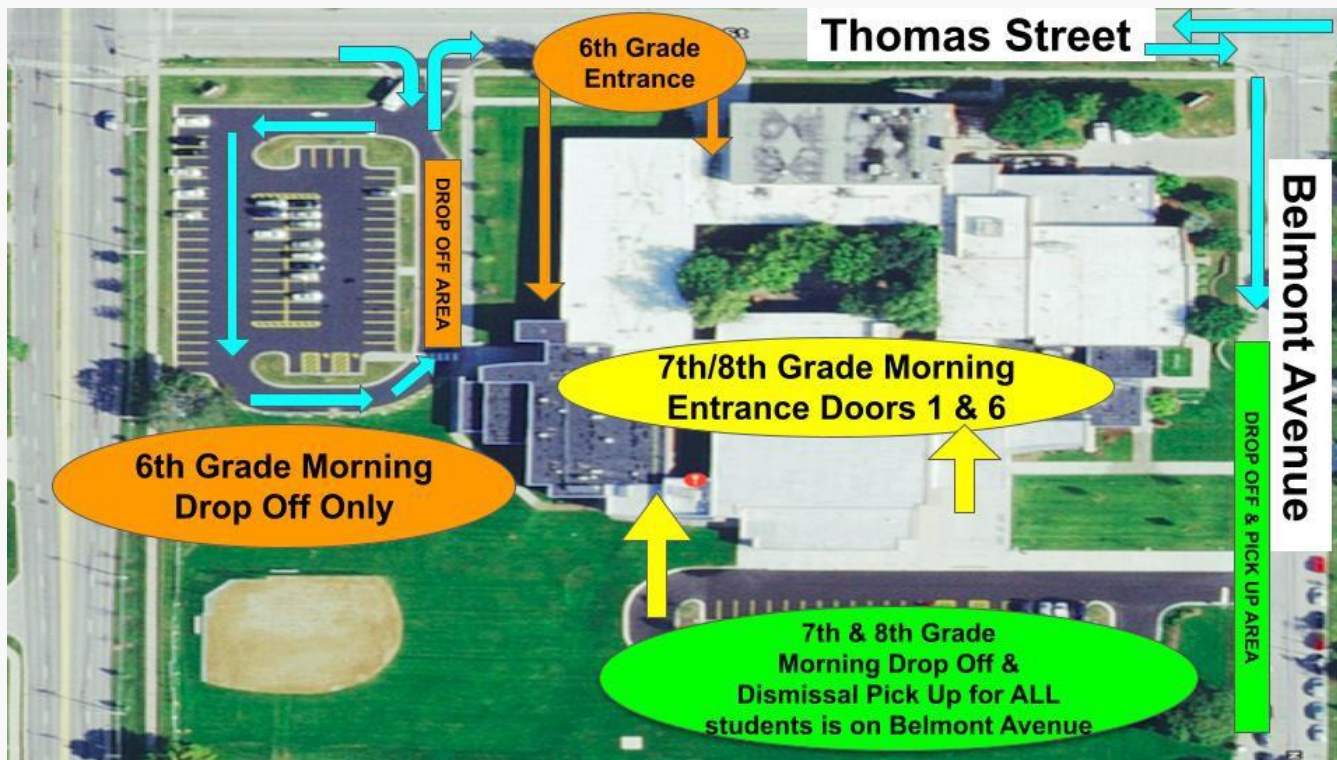 Thomas Street
6th Grade
Entrance
St
Belmont Avenue
DROP OFF AREA
7th/8th Grade Morning
Entrance Doors 1 & 6
6th Grade Morning
Drop Off Only
DROP OFF & PICK UP AREA
7th & 8th Grade
Morning Drop Off &
Dismissal Pick Up for ALL
students is on Belmont Avenue